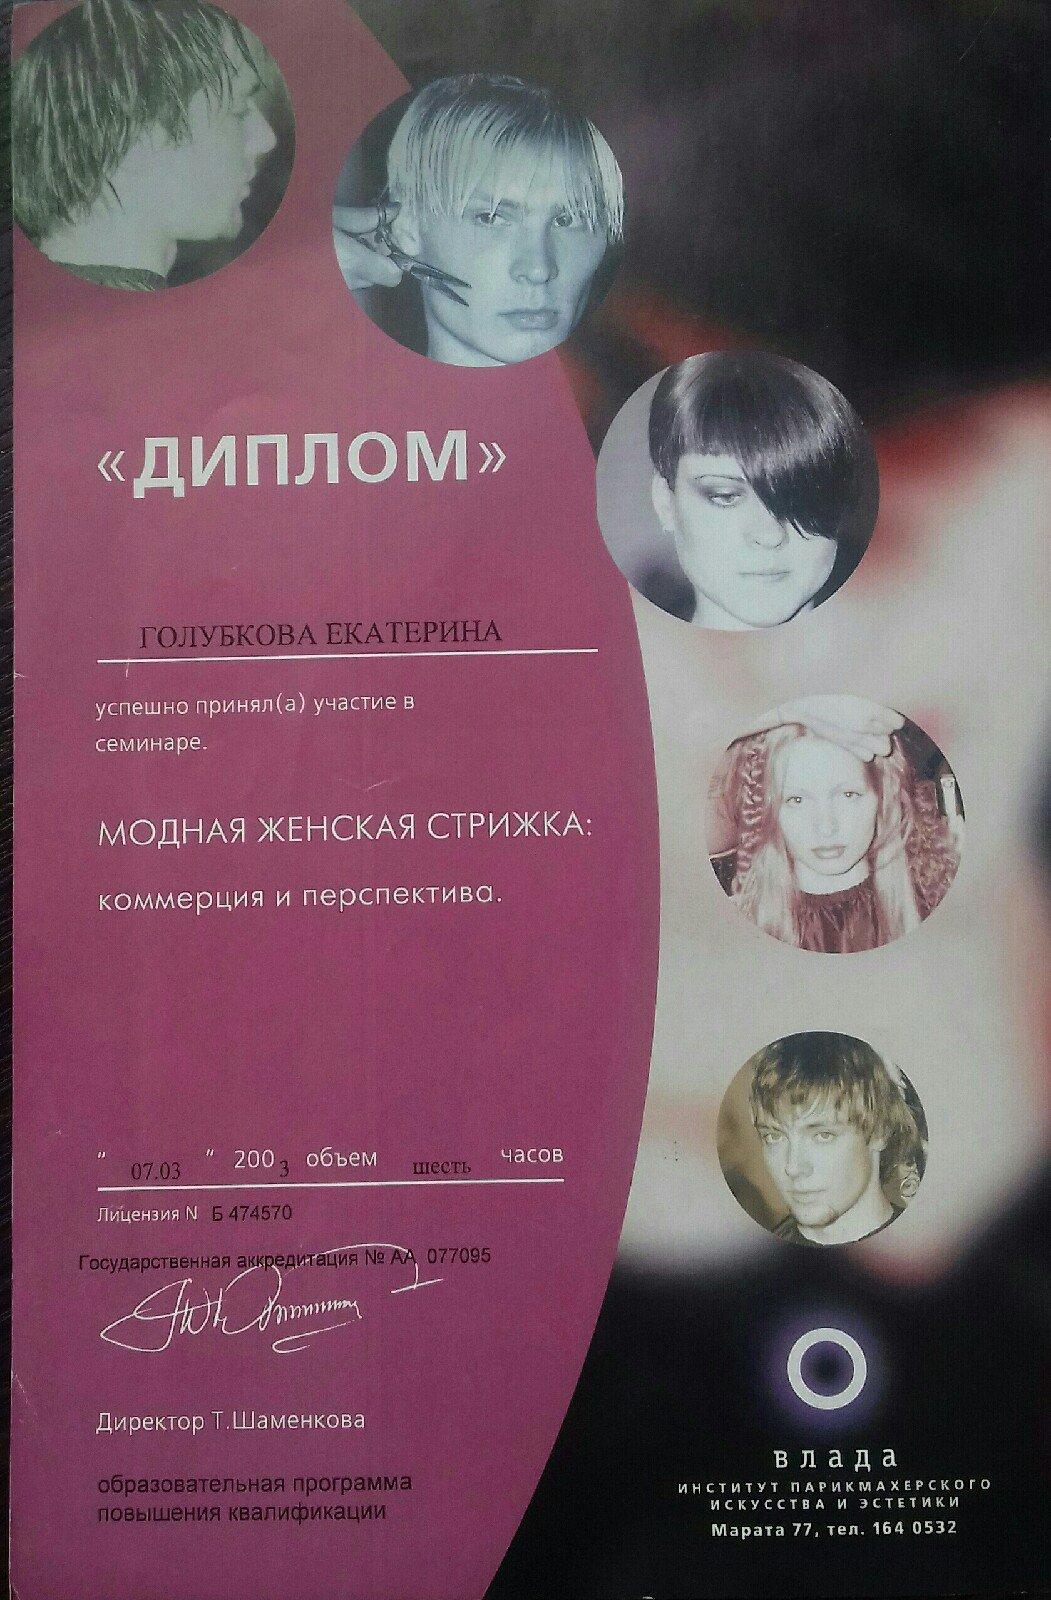 «ДИПЛОМ»
ГОЛУБКОВА ЕКАТЕРИНА
успешно принял(а) участие в
семинаре.
МОДНАЯ ЖЕНСКАЯ СТРИЖКА:
коммерция и перспектива.
" 07.03 " 2003 объем шесть часов
Лицензия N Б 474570
Государственная аккредитация № АА 077095
Директор Т.Шаменкова
образовательная программа
повышения квалификации
влада
ИНСТИТУТ ПАРИКМАХЕРСКОГО
ИСКУССТВА И ЭСТЕТИКИ
Марата 77, тел. 164 0532